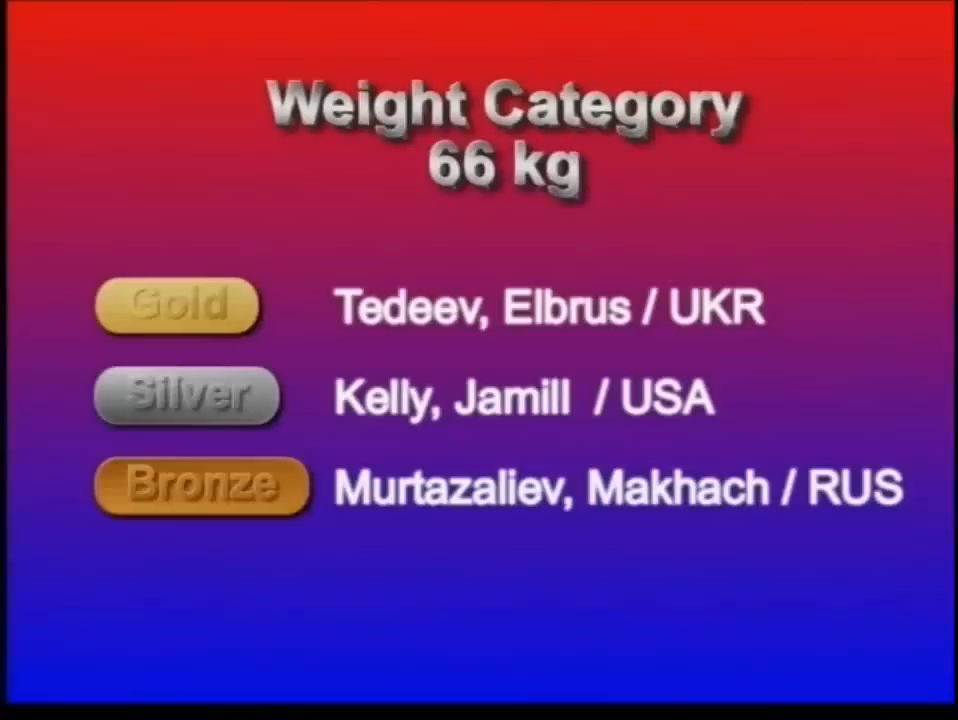 Weight Category
66 kg
Gold Tedeev, Elbrus / UKR
Silver Kelly, Jamill / USA
Bronze Murtazaliev, Makhach / RUS